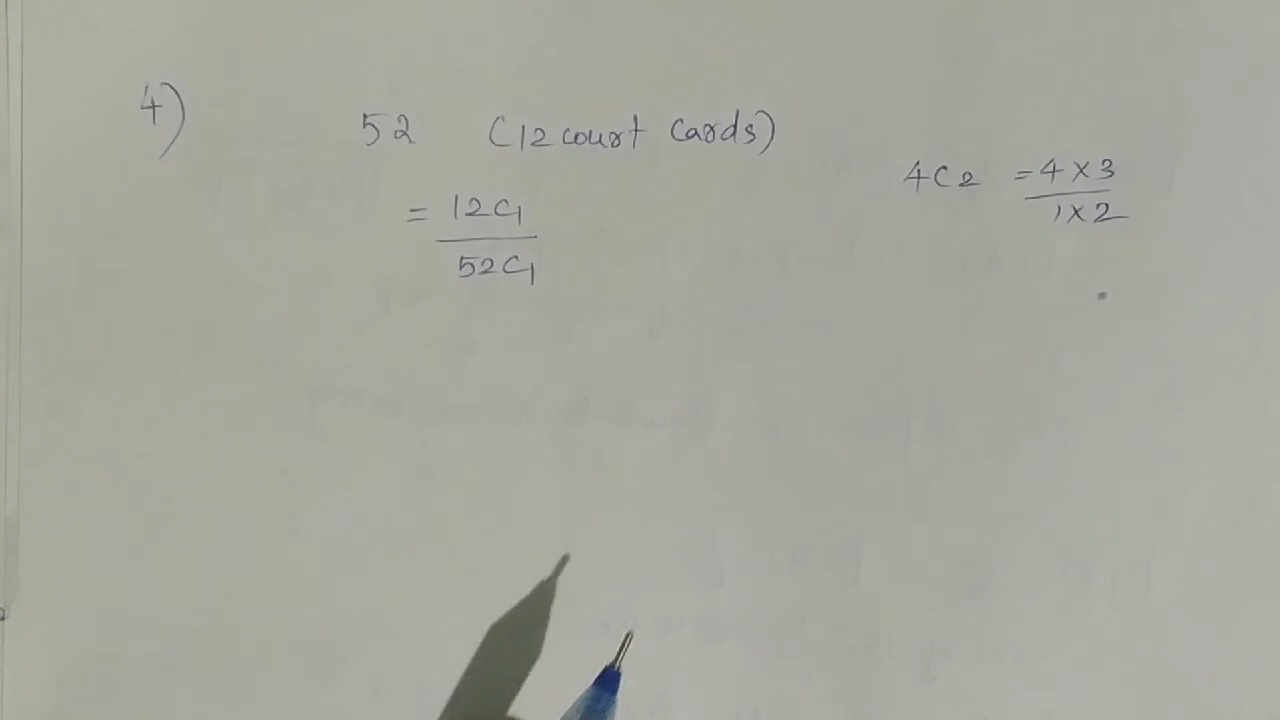 4)
52 (12 court cards)
= 12C1
52C1
4C2 = 4 x 3
1 x 2